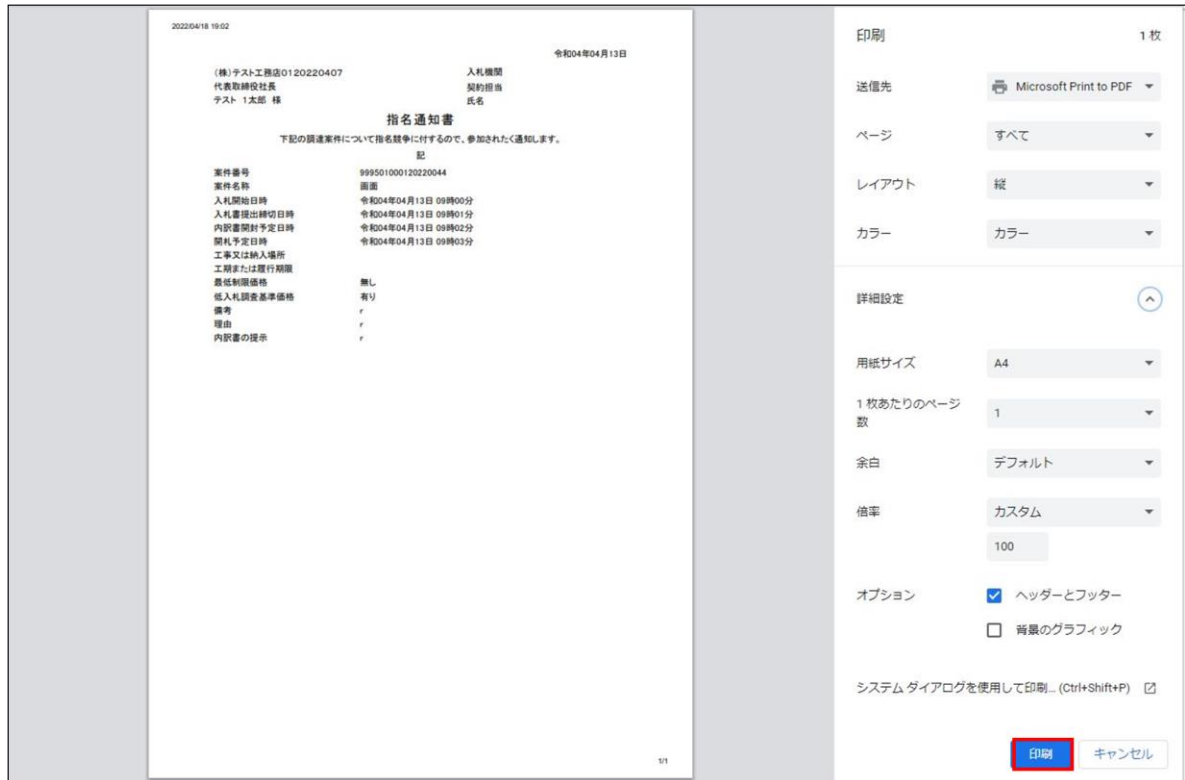 2022/04/18 19:02
令和04年04月13日
(株)テスト工務店0120220407 入札機関
代表取締役社長 契約担当
テスト 1太郎 様 氏名
指名通知書
下記の調達案件について指名競争に付するので、参加されたく通知します。
記
案件番号 999501000120220044
案件名称 画面
入札開始日時 令和04年04月13日 09時00分
入札書提出締切日時 令和04年04月13日 09時01分
内訳書開封予定日時 令和04年04月13日 09時02分
開札予定日時 令和04年04月13日 09時03分
工事又は納入場所
工期または履行期限
最低制限価格 無し
低入札調査基準価格 有り
備考 r
理由 r
内訳書の提示 r
1/1
印刷 1 枚
送信先 Microsoft Print to PDF
ページ すべて
レイアウト 縦
カラー カラー
詳細設定
用紙サイズ A4
1 枚あたりのページ
数 1
余白 デフォルト
倍率 カスタム
100
オプション ヘッダーとフッター
背景のグラフィック
システム ダイアログを使用して印刷... (Ctrl+Shift+P)
印刷 キャンセル